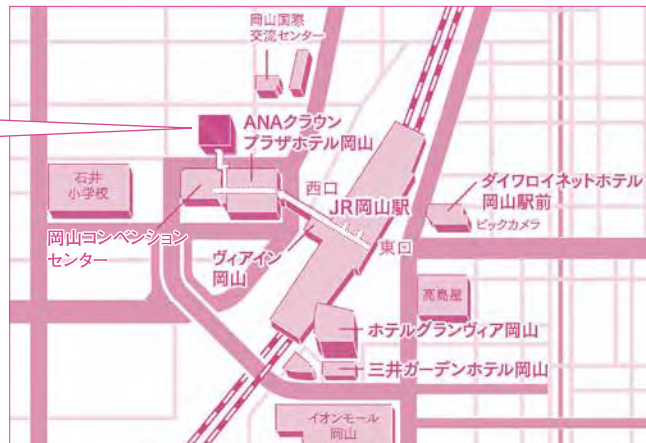 岡山国際
交流センター
ANAクラウン
プラザホテル岡山
石井
小学校
西口
JR岡山駅
ダイワロイネットホテル
岡山駅前
ビックカメラ
岡山コンベンション
センター
ヴィアイン
岡山
東口
髙島屋
ホテルグランヴィア岡山
三井ガーデンホテル岡山
イオンモール
岡山